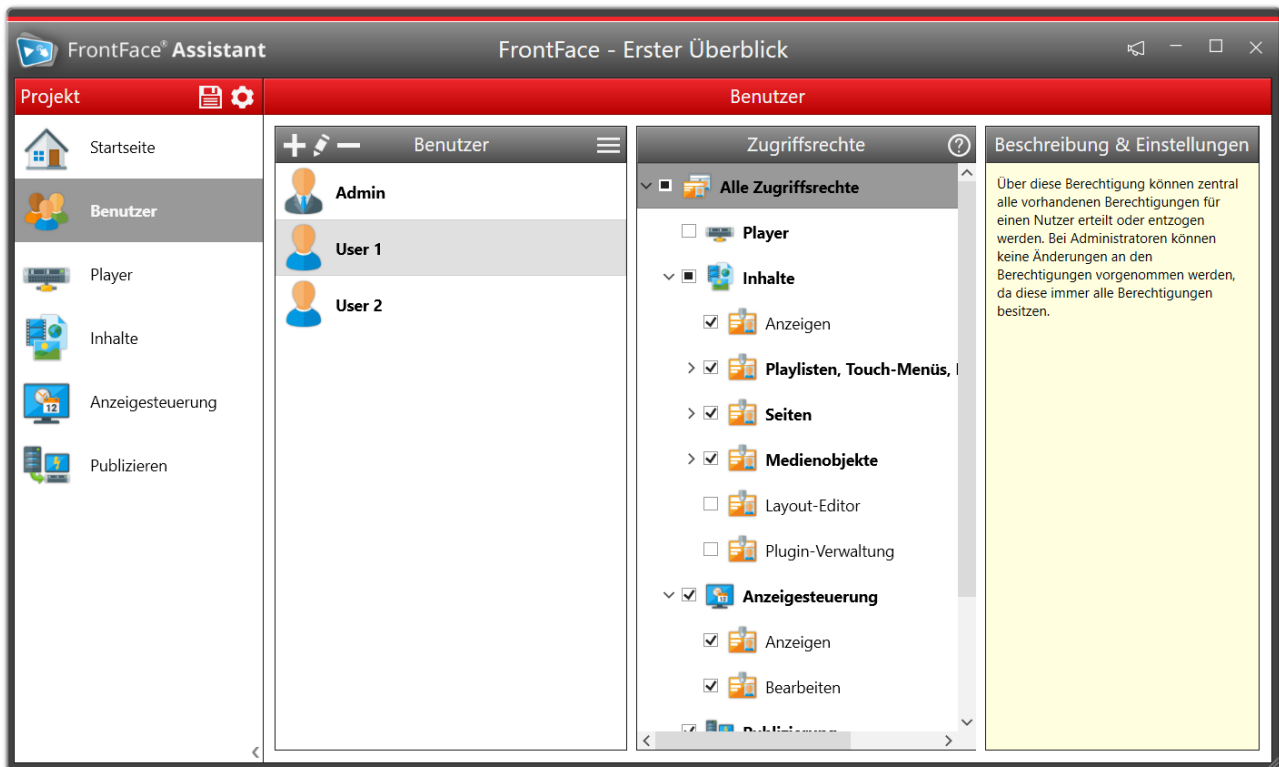 FrontFace® Assistant
FrontFace - Erster Überblick
Projekt
Benutzer
Startseite
Benutzer
Player
Inhalte
Anzeigesteuerung
12
Publizieren
Benutzer
Admin
User 1
User 2
Zugriffsrechte
Alle Zugriffsrechte
Player
Inhalte
Anzeigen
Playlisten, Touch-Menüs,
Seiten
Medienobjekte
Layout-Editor
Plugin-Verwaltung
Anzeigesteuerung
Anzeigen
Bearbeiten
Publizierung
Beschreibung & Einstellungen
Über diese Berechtigung können zentral
alle vorhandenen Berechtigungen für
einen Nutzer erteilt oder entzogen
werden. Bei Administratoren können
keine Änderungen an den
Berechtigungen vorgenommen werden,
da diese immer alle Berechtigungen
besitzen.